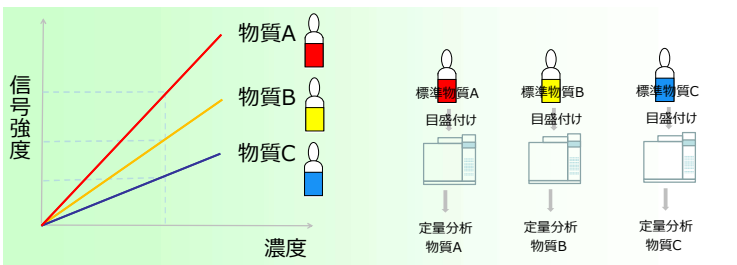 物質A
物質B
物質C
信号強度
濃度
標準物質A
目盛付け
定量分析
物質A
標準物質B
目盛付け
定量分析
物質B
標準物質C
目盛付け
定量分析
物質C